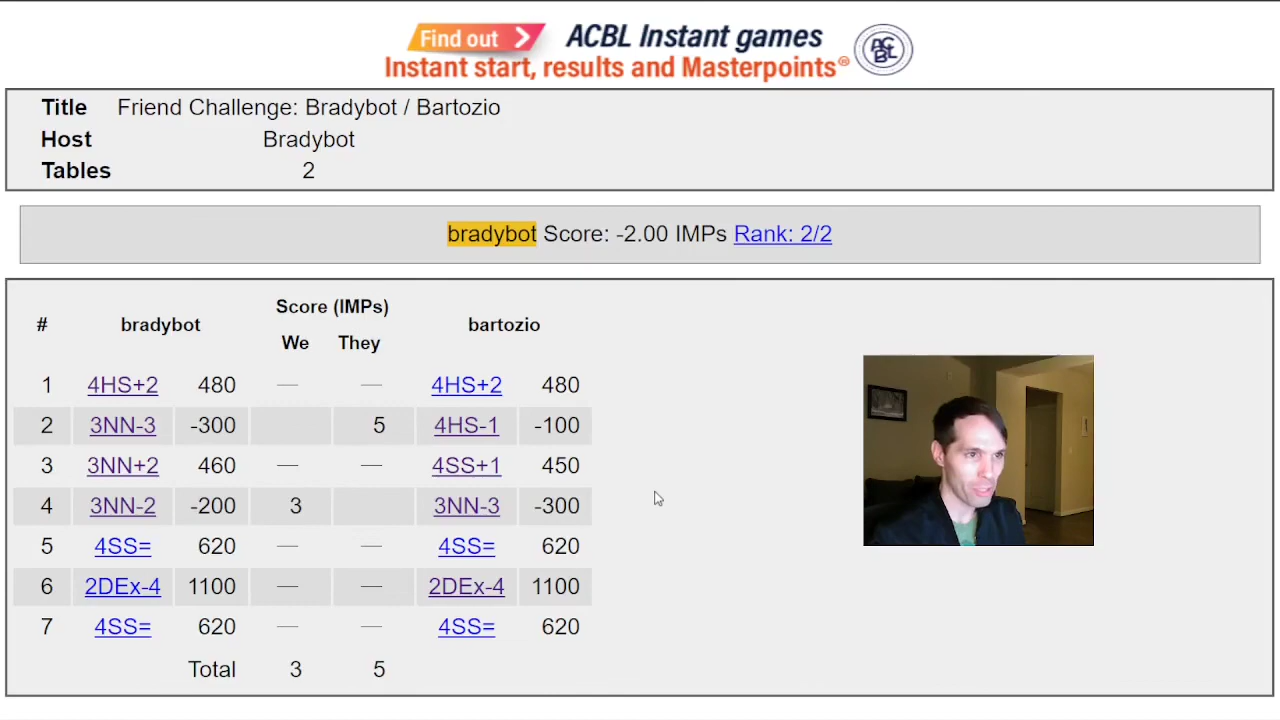 Find out ACBL Instant games
Instant start, results and Masterpoints®
ACBL
Title Friend Challenge: Bradybot / Bartozio
Host Bradybot
Tables 2
bradybot Score: -2.00 IMPs Rank: 2/2
# bradybot Score (IMPs) bartozio
We They
1 4HS+2 480 — — 4HS+2 480
2 3NN-3 -300 5 4HS-1 -100
3 3NN+2 460 — — 4SS+1 450
4 3NN-2 -200 3 3NN-3 -300
5 4SS= 620 — — 4SS= 620
6 2DEx-4 1100 — — 2DEx-4 1100
7 4SS= 620 — — 4SS= 620
Total 3 5